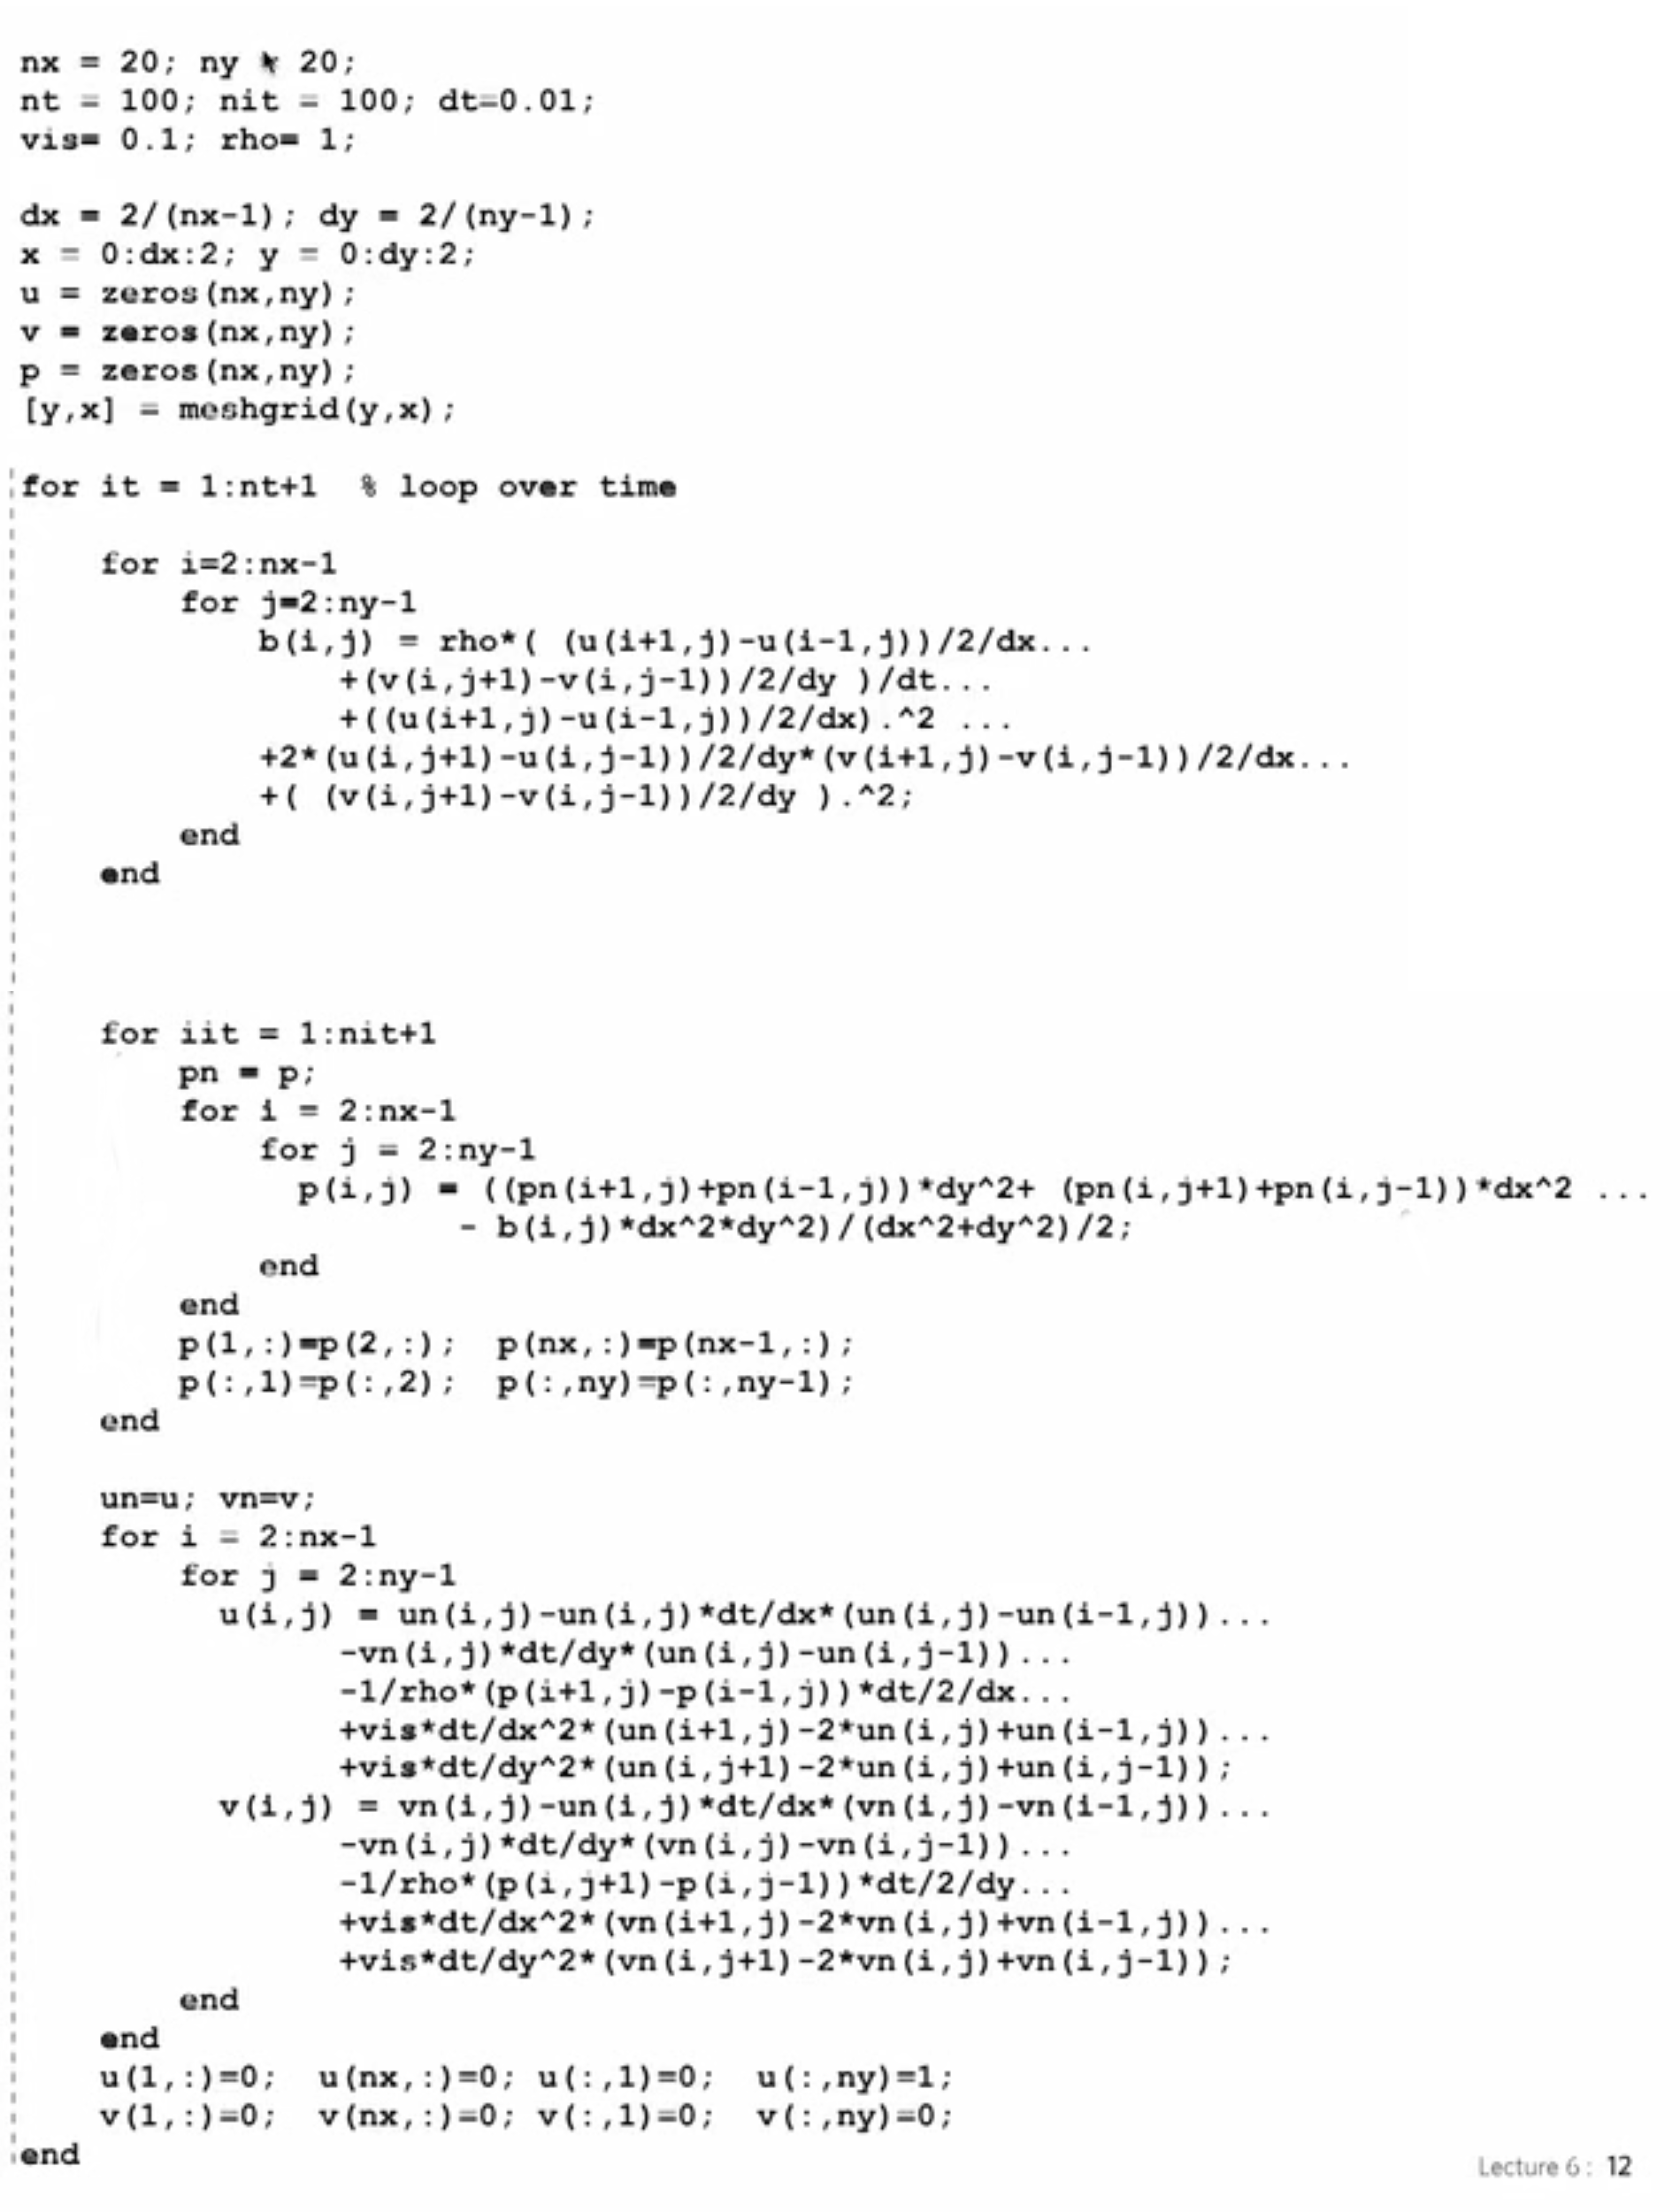 nx = 20; ny = 20;
nt = 100; nit = 100; dt=0.01;
vis= 0.1; rho= 1;
dx = 2/(nx-1); dy = 2/(ny-1);
x = 0:dx:2; y = 0:dy:2;
u = zeros(nx,ny);
v = zeros(nx,ny);
p = zeros(nx,ny);
[y,x] = meshgrid(y,x);
for it = 1:nt+1  % loop over time
for i=2:nx-1
for j=2:ny-1
b(i,j) = rho*( (u(i+1,j)-u(i-1,j))/2/dx...
+(v(i,j+1)-v(i,j-1))/2/dy )/dt...
+((u(i+1,j)-u(i-1,j))/2/dx).^2 ...
+2*(u(i,j+1)-u(i,j-1))/2/dy*(v(i+1,j)-v(i,j-1))/2/dx...
+( (v(i,j+1)-v(i,j-1))/2/dy ).^2;
end
end
for iit = 1:nit+1
pn = p;
for i = 2:nx-1
for j = 2:ny-1
p(i,j) = ((pn(i+1,j)+pn(i-1,j))*dy^2+ (pn(i,j+1)+pn(i,j-1))*dx^2 ...
- b(i,j)*dx^2*dy^2)/(dx^2+dy^2)/2;
end
end
p(1,:)=p(2,:);  p(nx,:)=p(nx-1,:);
p(:,1)=p(:,2);  p(:,ny)=p(:,ny-1);
end
un=u; vn=v;
for i = 2:nx-1
for j = 2:ny-1
u(i,j) = un(i,j)-un(i,j)*dt/dx*(un(i,j)-un(i-1,j))...
-vn(i,j)*dt/dy*(un(i,j)-un(i,j-1))...
-1/rho*(p(i+1,j)-p(i-1,j))*dt/2/dx...
+vis*dt/dx^2*(un(i+1,j)-2*un(i,j)+un(i-1,j))...
+vis*dt/dy^2*(un(i,j+1)-2*un(i,j)+un(i,j-1));
v(i,j) = vn(i,j)-un(i,j)*dt/dx*(vn(i,j)-vn(i-1,j))...
-vn(i,j)*dt/dy*(vn(i,j)-vn(i,j-1))...
-1/rho*(p(i,j+1)-p(i,j-1))*dt/2/dy...
+vis*dt/dx^2*(vn(i+1,j)-2*vn(i,j)+vn(i-1,j))...
+vis*dt/dy^2*(vn(i,j+1)-2*vn(i,j)+vn(i,j-1));
end
end
u(1,:)=0;  u(nx,:)=0; u(:,1)=0;  u(:,ny)=1;
v(1,:)=0;  v(nx,:)=0; v(:,1)=0;  v(:,ny)=0;
end
Lecture 6 : 12